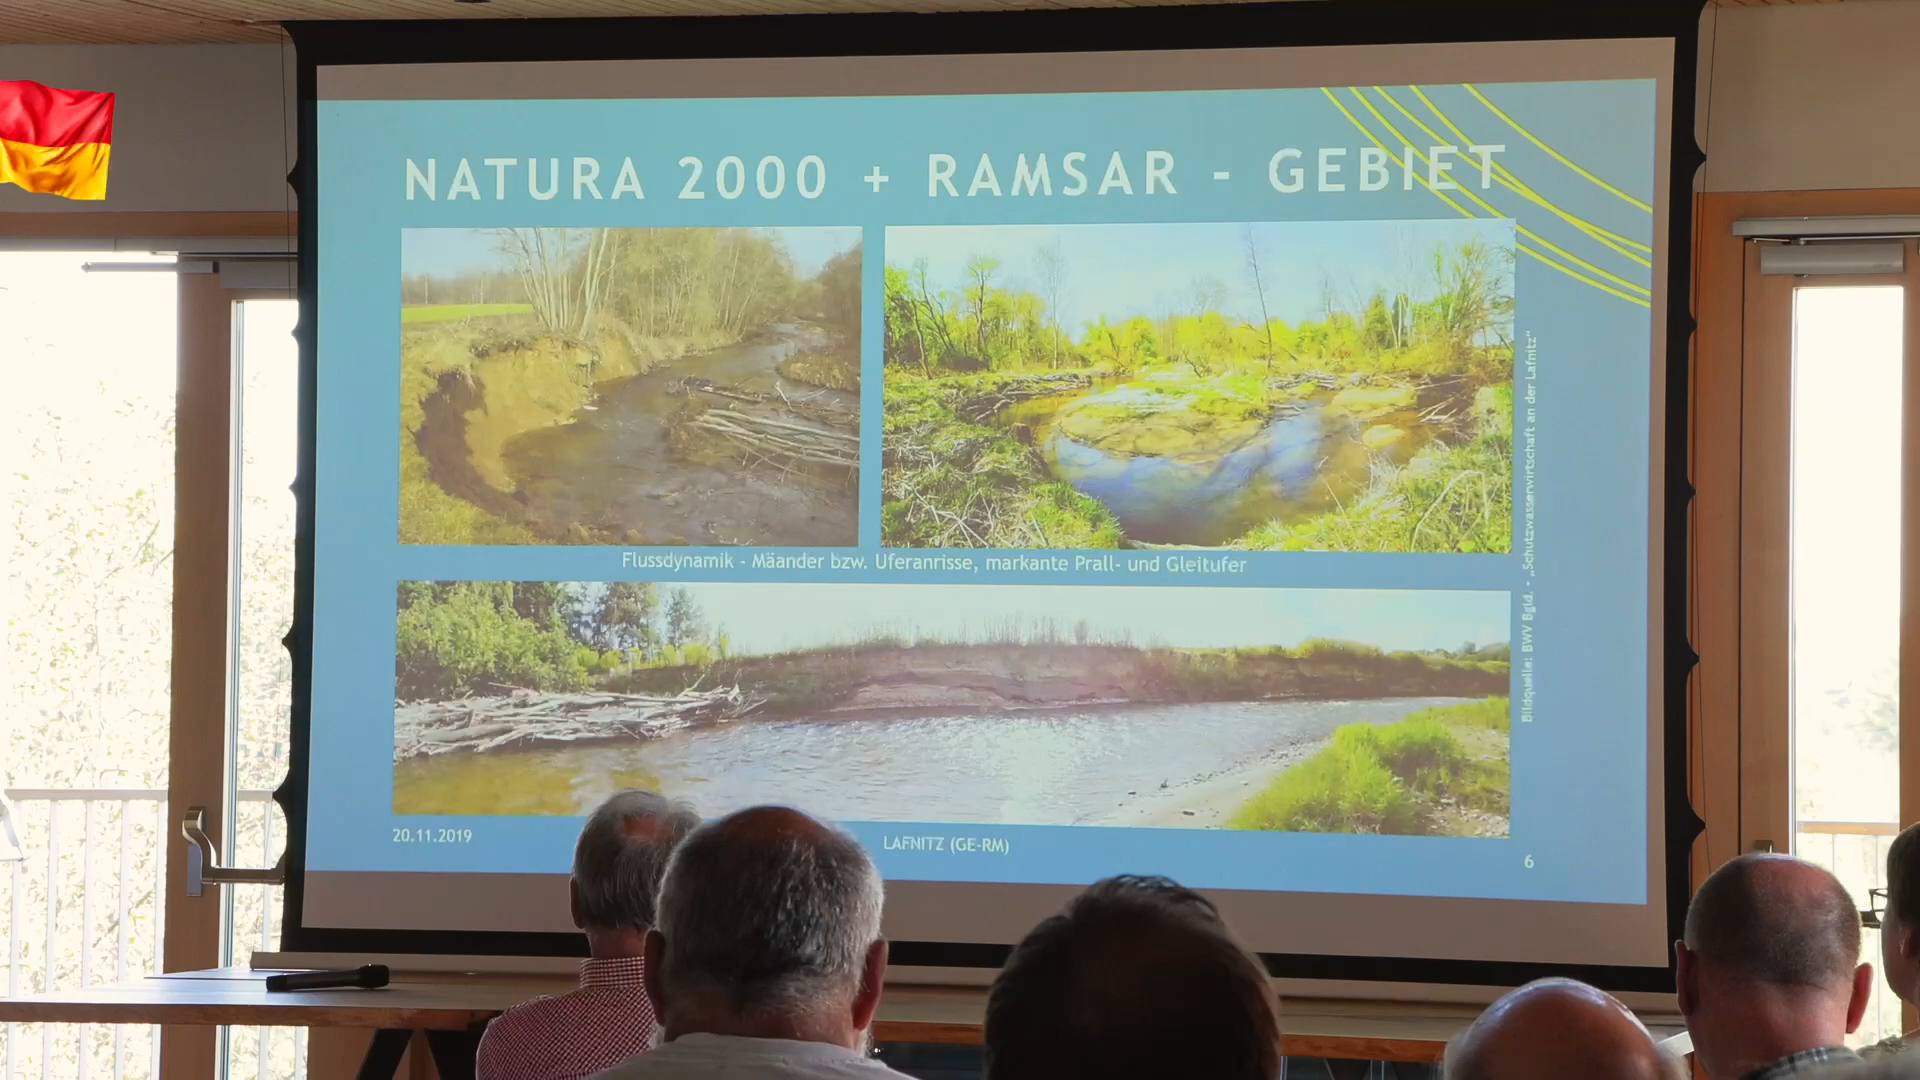 NATURA 2000 + RAMSAR - GEBIET
Flussdynamik - Mäander bzw. Uferanrisse, markante Prall- und Gleitufer
Bildquelle: BWV Bgld. - „Schutzwasserwirtschaft an der Lafnitz“
20.11.2019
LAFNITZ (GE-RM)
6